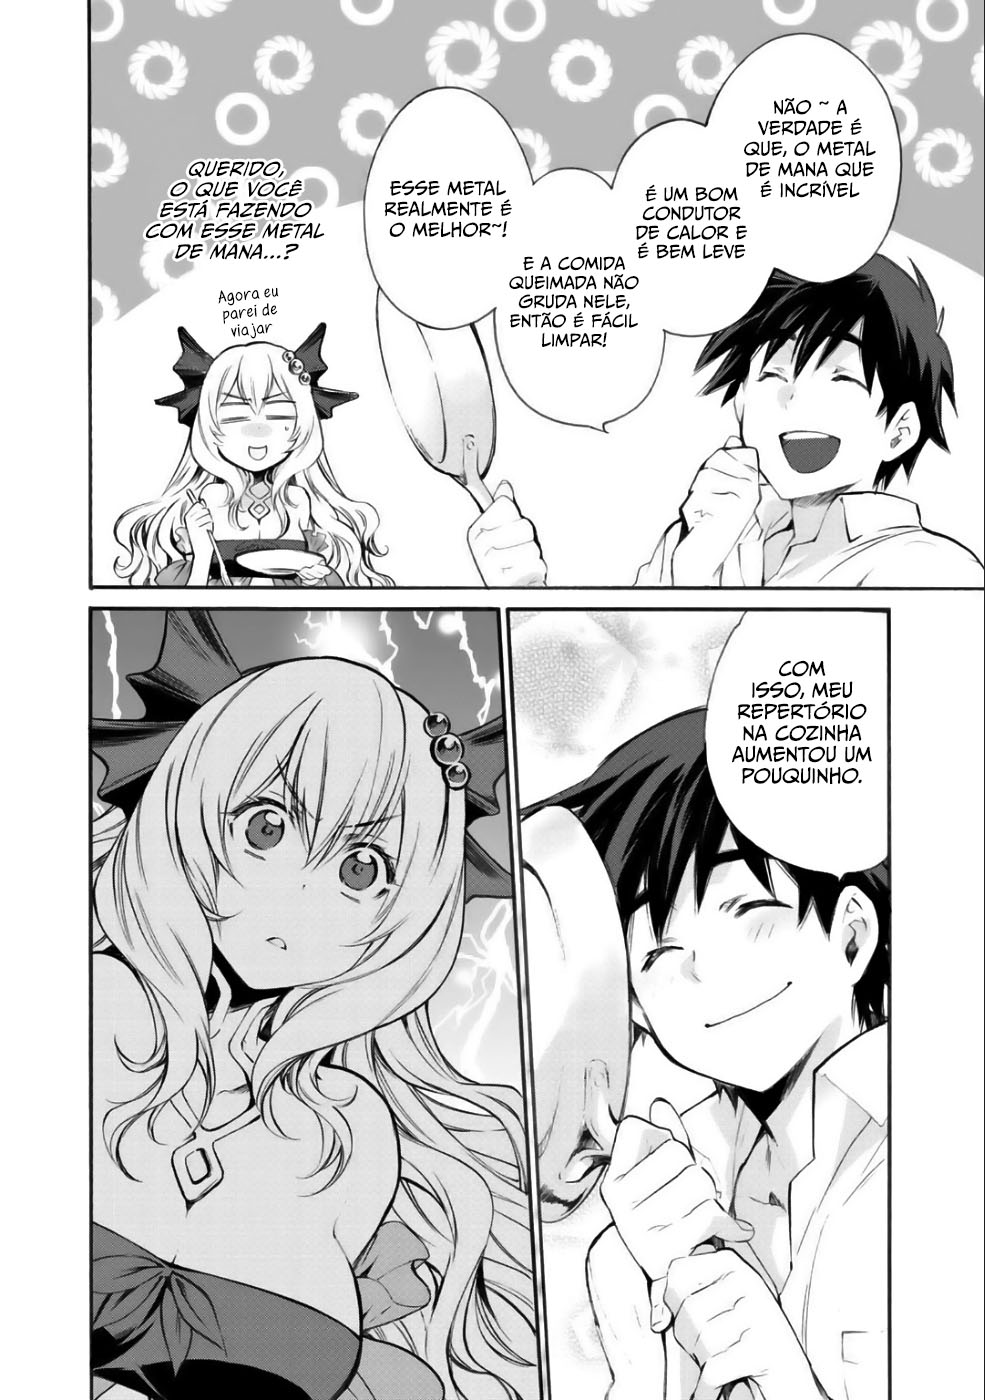 NÃO ~ A
VERDADE É
QUE, O METAL
DE MANA QUE
É INCRÍVEL
É UM BOM
CONDUTOR
DE CALOR E
É BEM LEVE
E A COMIDA
QUEIMADA NÃO
GRUDA NELE,
ENTÃO É FÁCIL
LIMPAR!
ESSE METAL
REALMENTE É
O MELHOR~!
QUERIDO,
O QUE VOCÊ
ESTÁ FAZENDO
COM ESSE METAL
DE MANA...?
Agora eu
parei de
viajar
COM
ISSO, MEU
REPERTÓRIO
NA COZINHA
AUMENTOU UM
POUQUINHO.